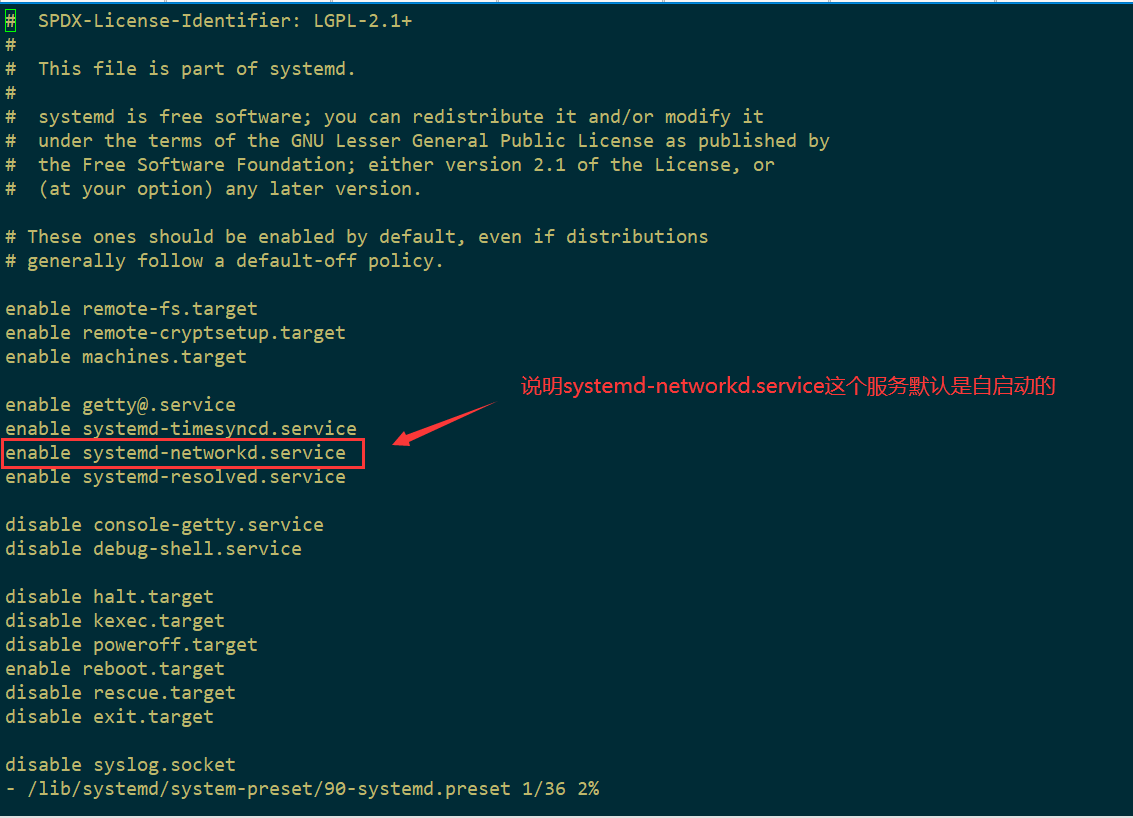 #  SPDX-License-Identifier: LGPL-2.1+
#
#  This file is part of systemd.
#
#  systemd is free software; you can redistribute it and/or modify it
#  under the terms of the GNU Lesser General Public License as published by
#  the Free Software Foundation; either version 2.1 of the License, or
#  (at your option) any later version.
# These ones should be enabled by default, even if distributions
# generally follow a default-off policy.
enable remote-fs.target
enable remote-cryptsetup.target
enable machines.target
说明systemd-networkd.service这个服务默认是自启动的
enable getty@.service
enable systemd-timesyncd.service
enable systemd-networkd.service
enable systemd-resolved.service
disable console-getty.service
disable debug-shell.service
disable halt.target
disable kexec.target
disable poweroff.target
enable reboot.target
disable rescue.target
disable exit.target
disable syslog.socket
- /lib/systemd/system-preset/90-systemd.preset 1/36 2%